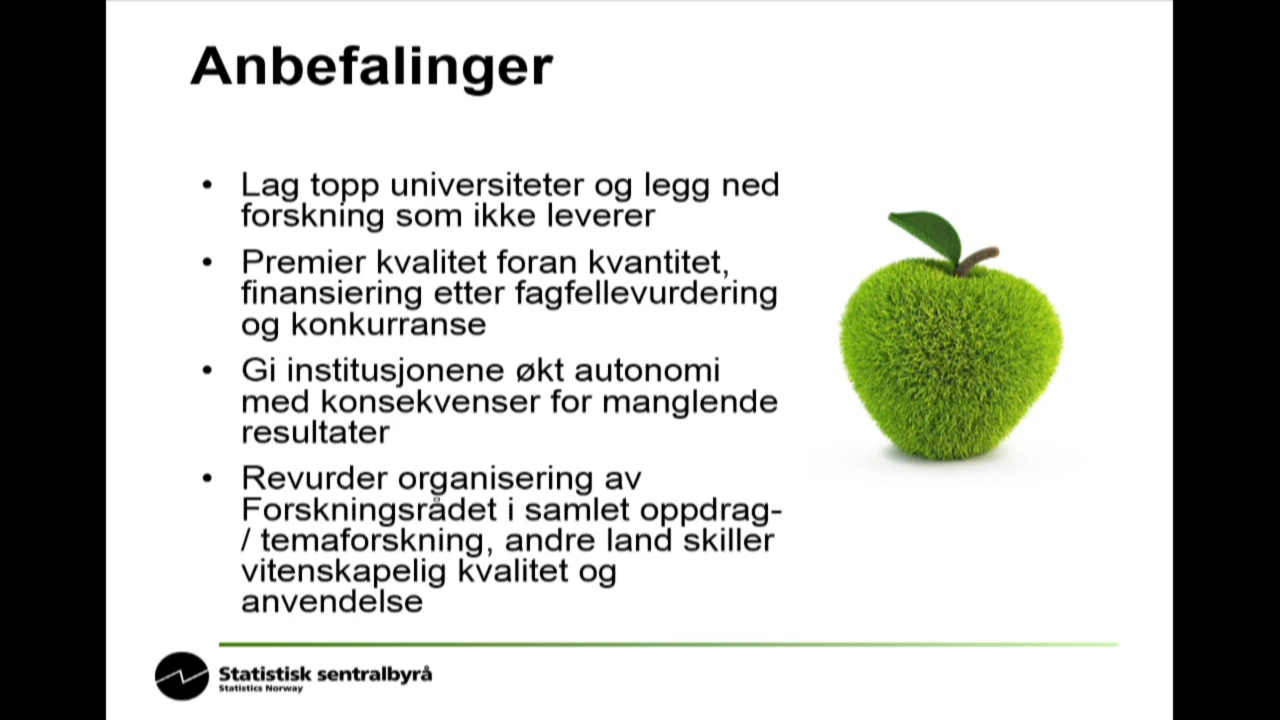 Anbefalinger
• Lag topp universiteter og legg ned
forskning som ikke leverer
• Premier kvalitet foran kvantitet,
finansiering etter fagfellevurdering
og konkurranse
• Gi institusjonene økt autonomi
med konsekvenser for manglende
resultater
• Revurder organisering av
Forskningsrådet i samlet oppdrag-
/ temaforskning, andre land skiller
vitenskapelig kvalitet og
anvendelse
Statistisk sentralbyrå
Statistics Norway